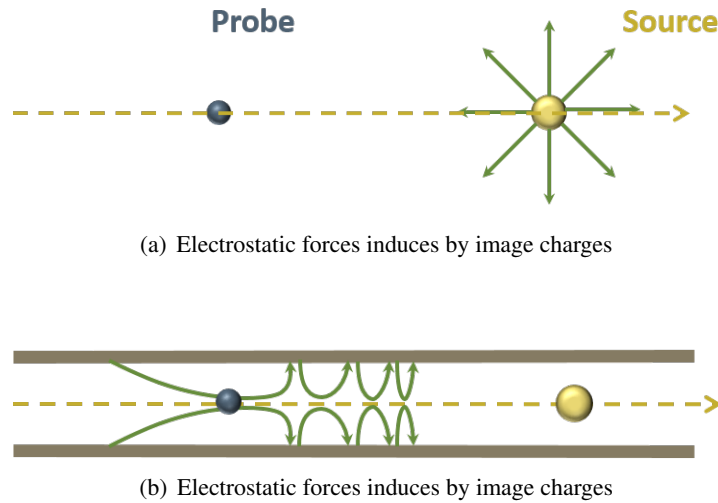 Probe Source
(a) Electrostatic forces induces by image charges
(b) Electrostatic forces induces by image charges